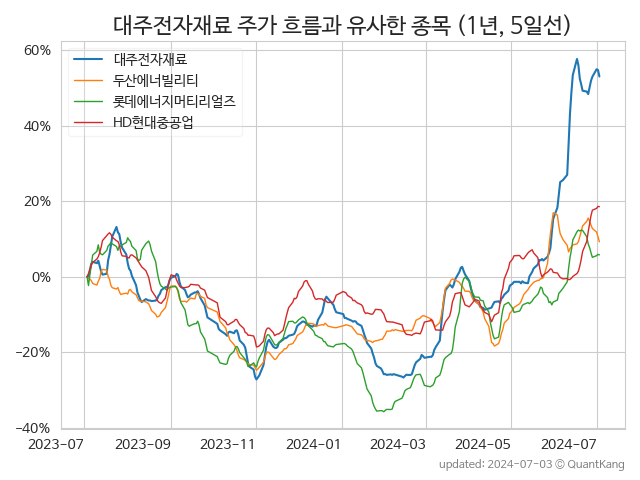 대주전자재료 주가 흐름과 유사한 종목 (1년, 5일선)
60%
40%
20%
0%
−20%
−40%
대주전자재료
두산에너빌리티
롯데에너지머티리얼즈
HD현대중공업
2023-07
2023-09
2023-11
2024-01
2024-03
2024-05
2024-07
updated: 2024-07-03 ⓒ QuantKang